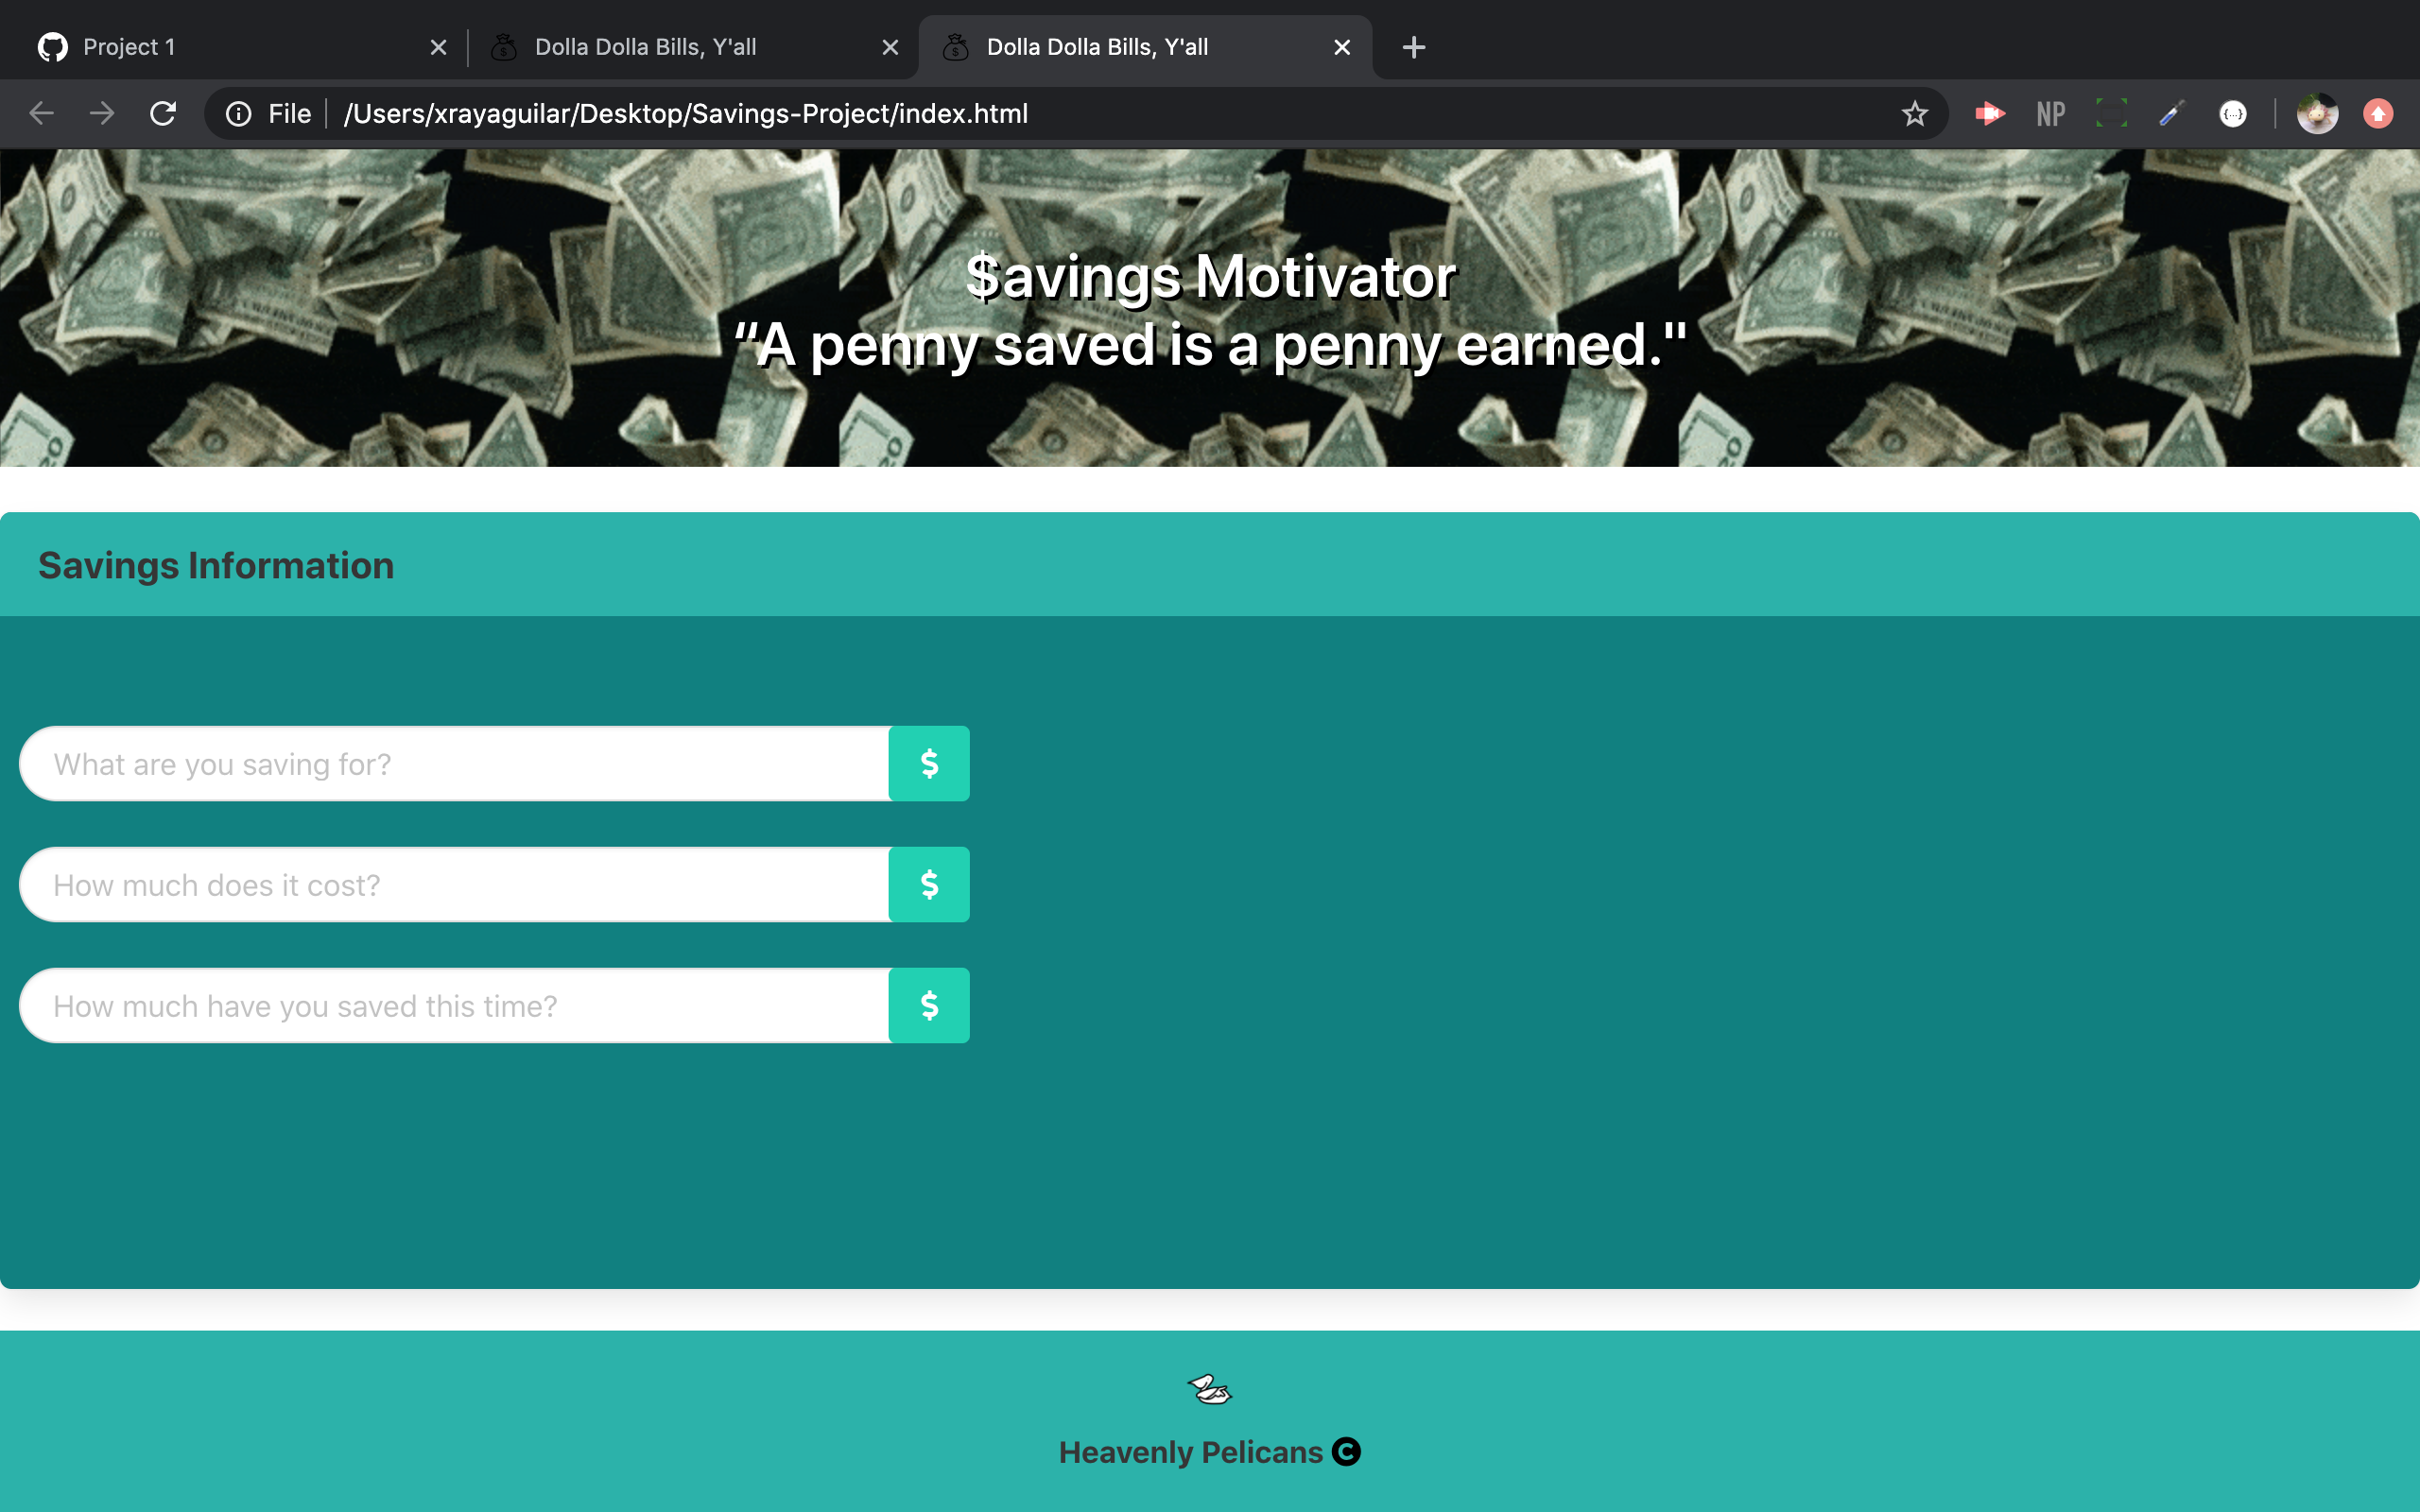 Project 1
Dolla Dolla Bills, Y'all
Dolla Dolla Bills, Y'all
File /Users/xrayaguilar/Desktop/Savings-Project/index.html
NP
$avings Motivator
“A penny saved is a penny earned."
Savings Information
What are you saving for?
$
How much does it cost?
$
How much have you saved this time?
$
Heavenly Pelicans ©